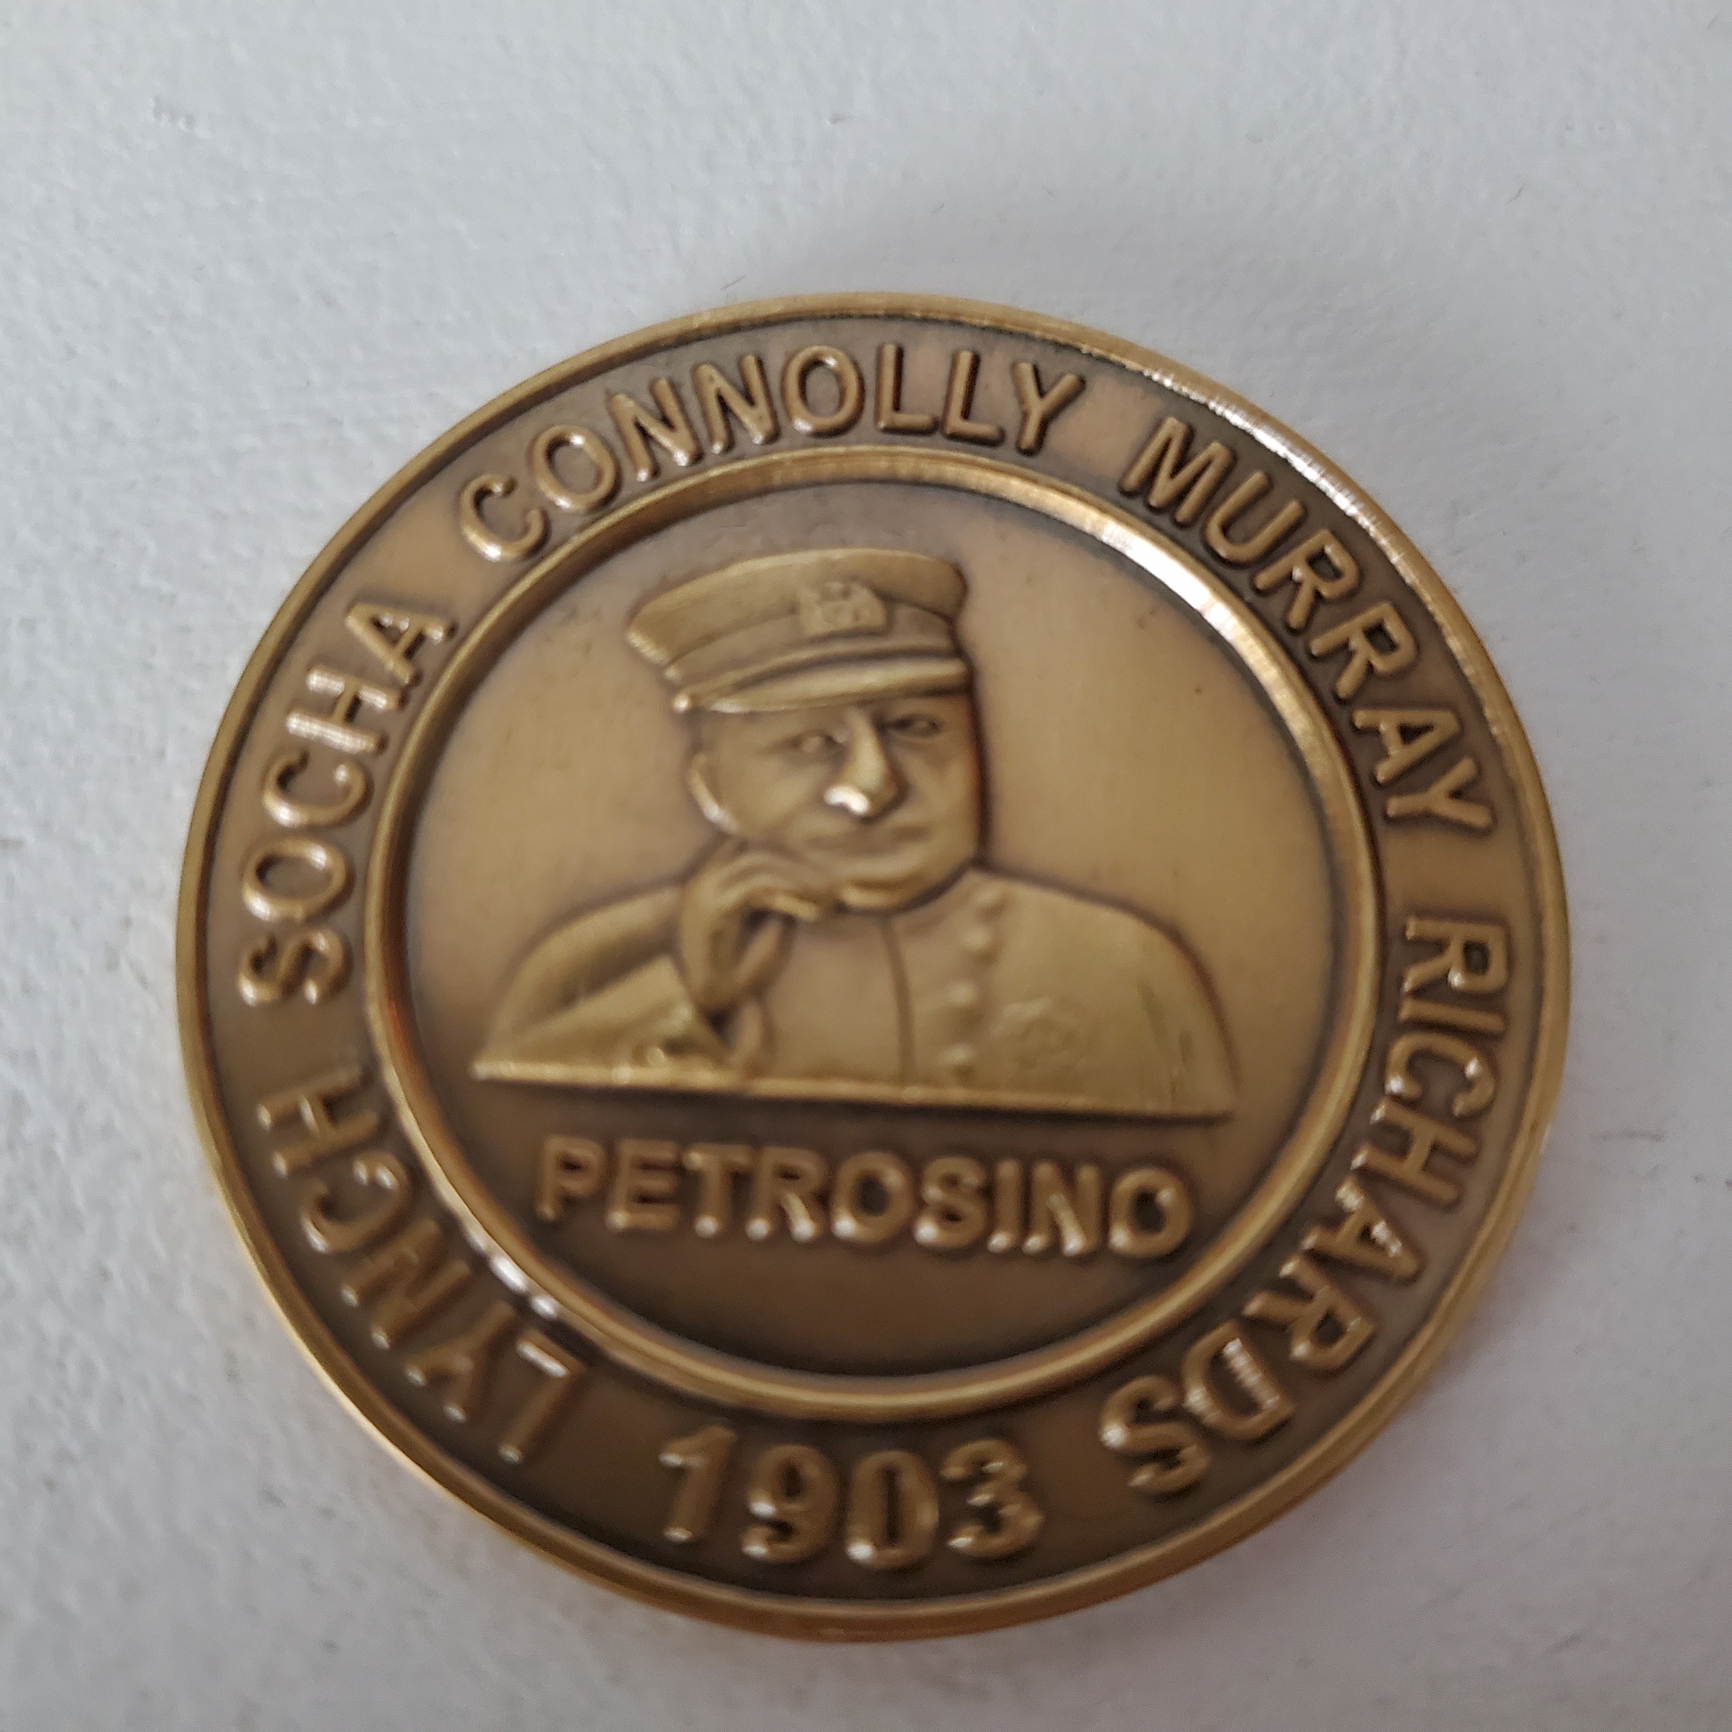 LYNCH SOCHA CONNOLLY MURRAY RICHARDS
PETROSINO
1903